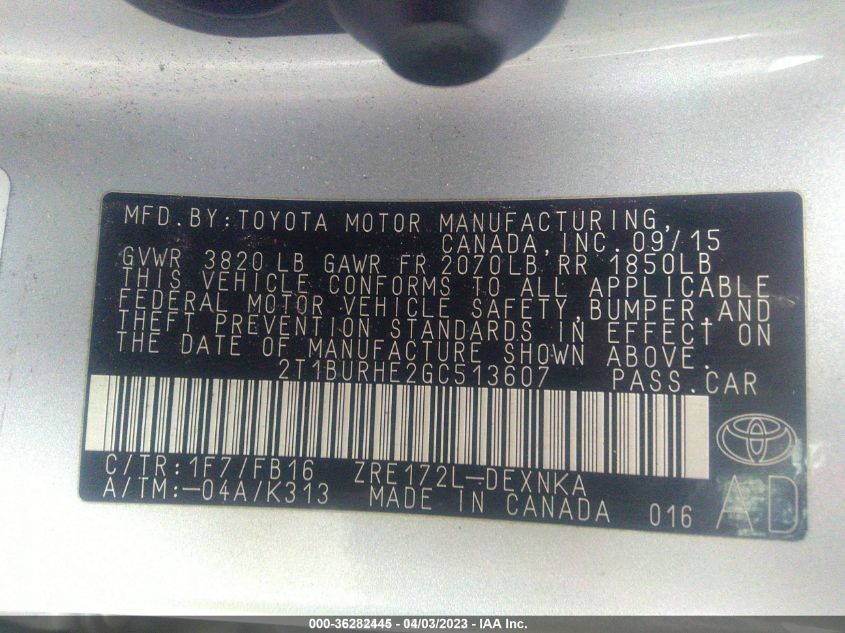 MFD.BY:TOYOTA MOTOR MANUFACTURING,
CANADA,INC. 09/15
GVWR 3820LB GAWR FR 2070LB RR 1850LB
THIS VEHICLE CONFORMS TO ALL APPLICABLE
FEDERAL MOTOR VEHICLE SAFETY,BUMPER,AND
THEFT PREVENTION STANDARDS IN EFFECT ON
THE DATE OF MANUFACTURE SHOWN ABOVE.
2T1BURHE2GC513607 PASS.CAR
C/TR:1F7/FB16 ZRE172L-DEXNKA
A/TM:-04A/K313 MADE IN CANADA 016 AD
000-36282445 - 04/03/2023 - IAA Inc.